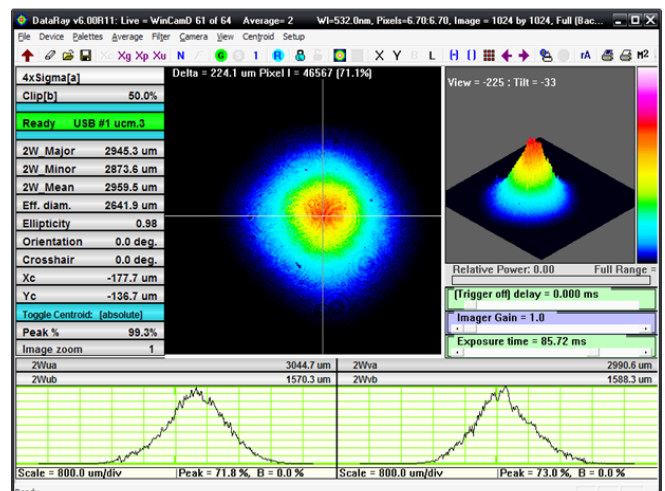 DataRay v6.00R11: Live = WinCamD 61 of 64 Average= 2 Wl=532.0nm, Pixels=6.70:6.70, Image = 1024 by 1024, Full (Bac...
File Device Palettes Average Filter Camera View Centroid Setup
Xc Xg Xp Xu N G 1 R X Y B L rA M²
4xSigma[a]
Clip[b] 50.0%
Ready USB #1 ucm.3
2W_Major 2945.3 um
2W_Minor 2873.6 um
2W_Mean 2959.5 um
Eff. diam. 2641.9 um
Ellipticity 0.98
Orientation 0.0 deg.
Crosshair 0.0 deg.
Xc -177.7 um
Yc -136.7 um
Toggle Centroid: [absolute]
Peak % 99.3%
Image zoom 1
Delta = 224.1 um Pixel I = 46567 (71.1%)
View = -225 : Tilt = -33
Relative Power: 0.00 Full Range =
(Trigger off) delay = 0.000 ms
Imager Gain = 1.0
Exposure time = 85.72 ms
2Wua 3044.7 um 2Wva 2990.6 um
2Wub 1570.3 um 2Wvb 1588.3 um
Scale = 800.0 um/div Peak = 71.8 %, B = 0.0 % Scale = 800.0 um/div Peak = 73.0 %, B = 0.0 %